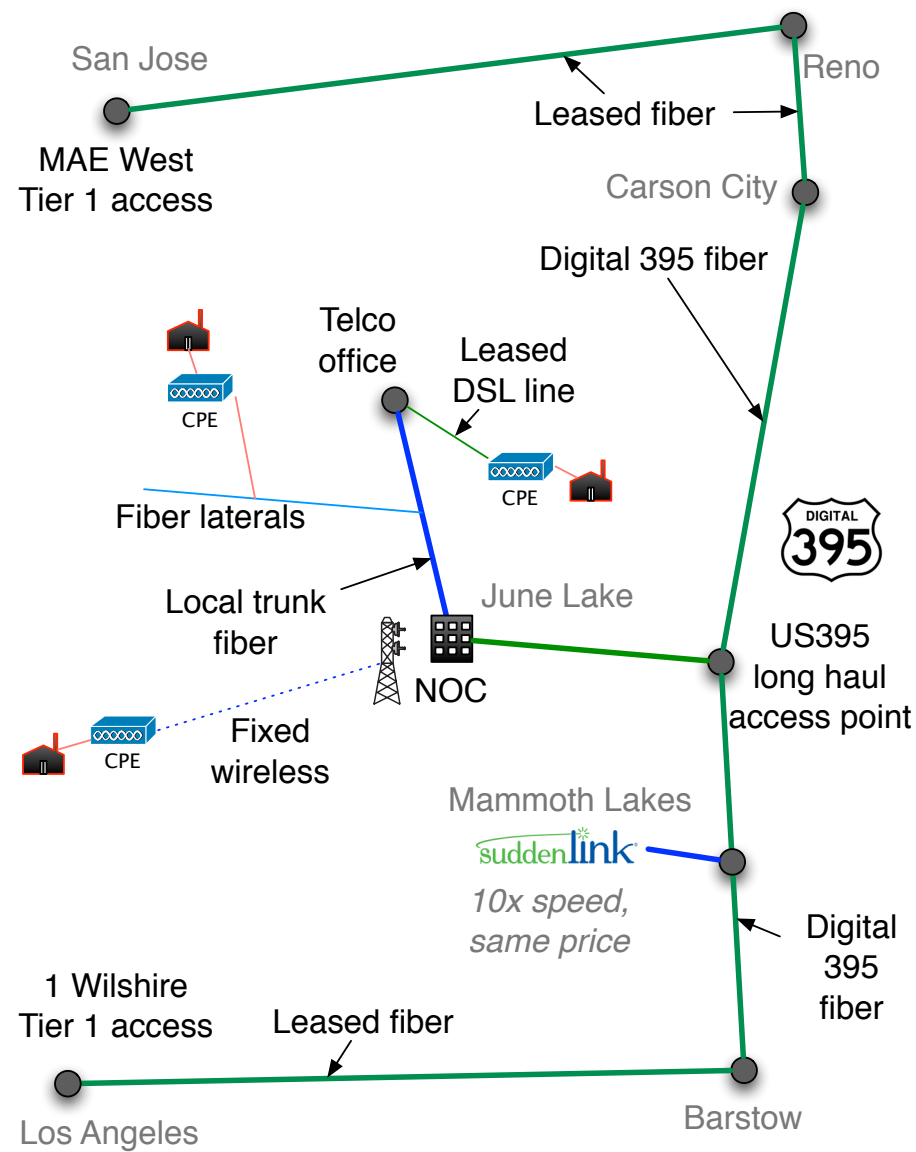 San Jose
Reno
Leased fiber
MAE West
Tier 1 access
Carson City
Digital 395 fiber
Telco
office
Leased
DSL line
CPE
CPE
Fiber laterals
DIGITAL
395
Local trunk
fiber
June Lake
US395
long haul
access point
NOC
Fixed
wireless
CPE
Mammoth Lakes
suddenlink
10x speed,
same price
Digital
395
fiber
1 Wilshire
Tier 1 access
Leased fiber
Barstow
Los Angeles